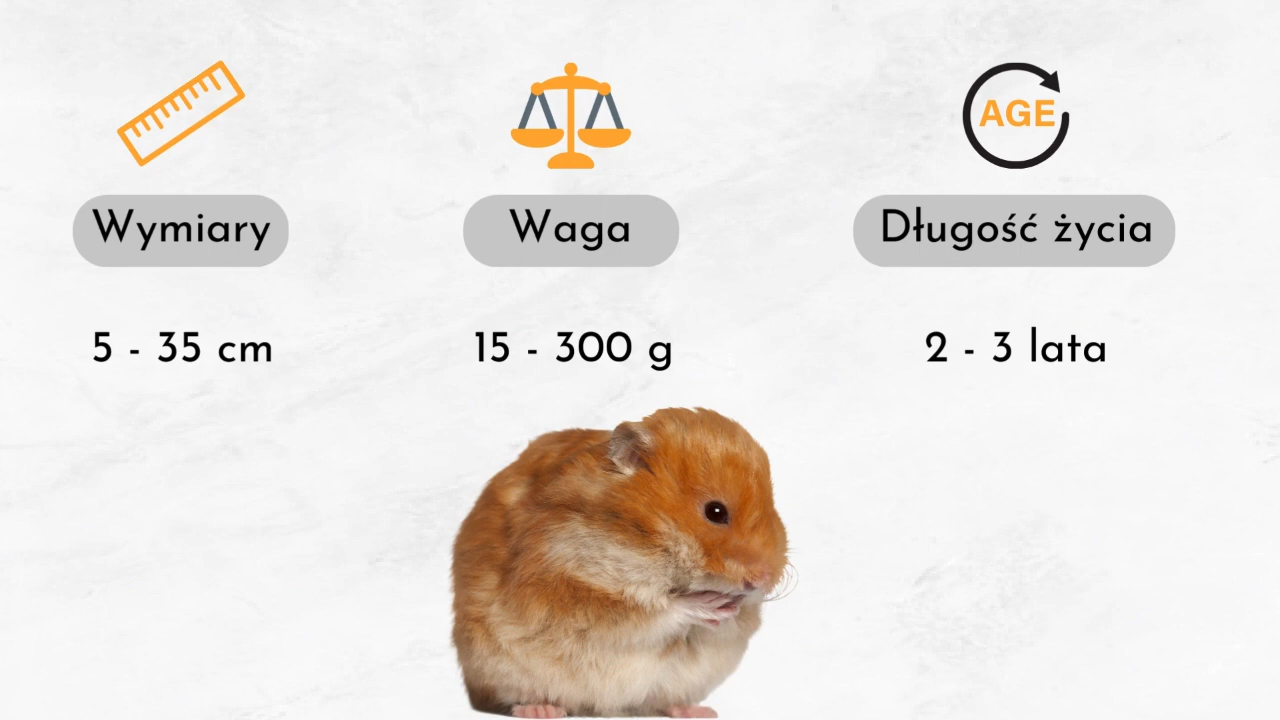 AGE
Wymiary
Waga
Długość życia
5 - 35 cm
15 - 300 g
2 - 3 lata